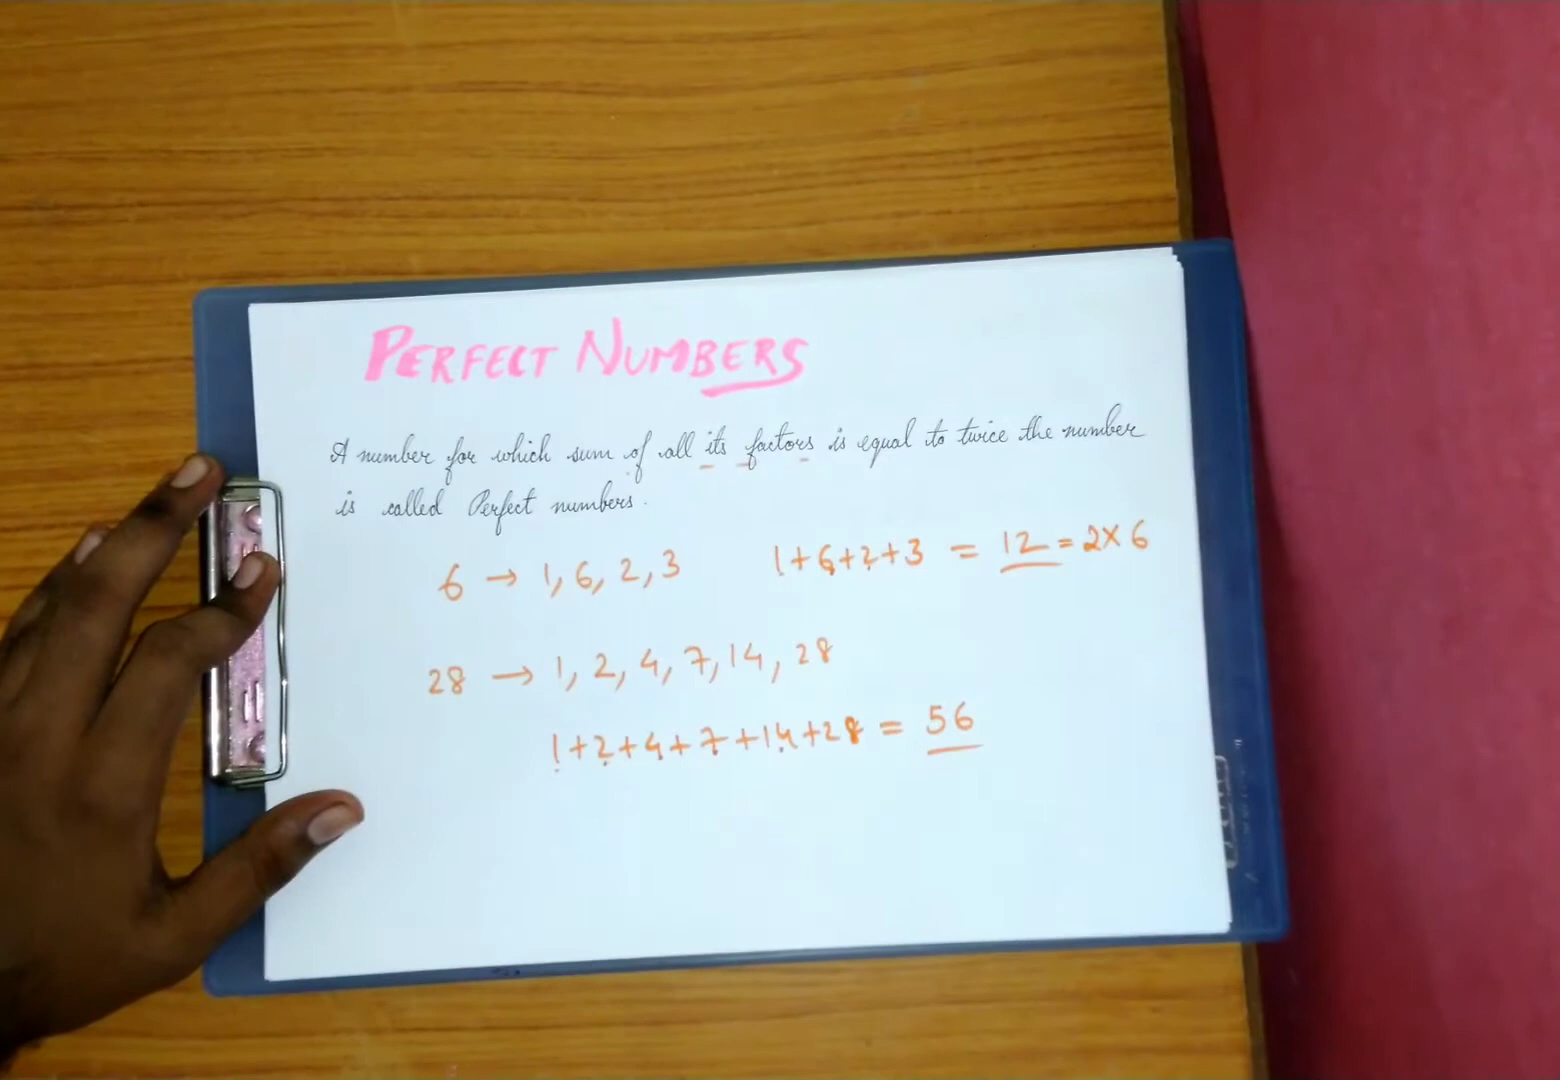 PERFECT NUMBERS
A number for which sum of all its factors is equal to twice the number
is called Perfect numbers.
6 → 1, 6, 2, 3 1+6+2+3 = 12 = 2×6
28 → 1, 2, 4, 7, 14, 28
1+2+4+7+14+28 = 56